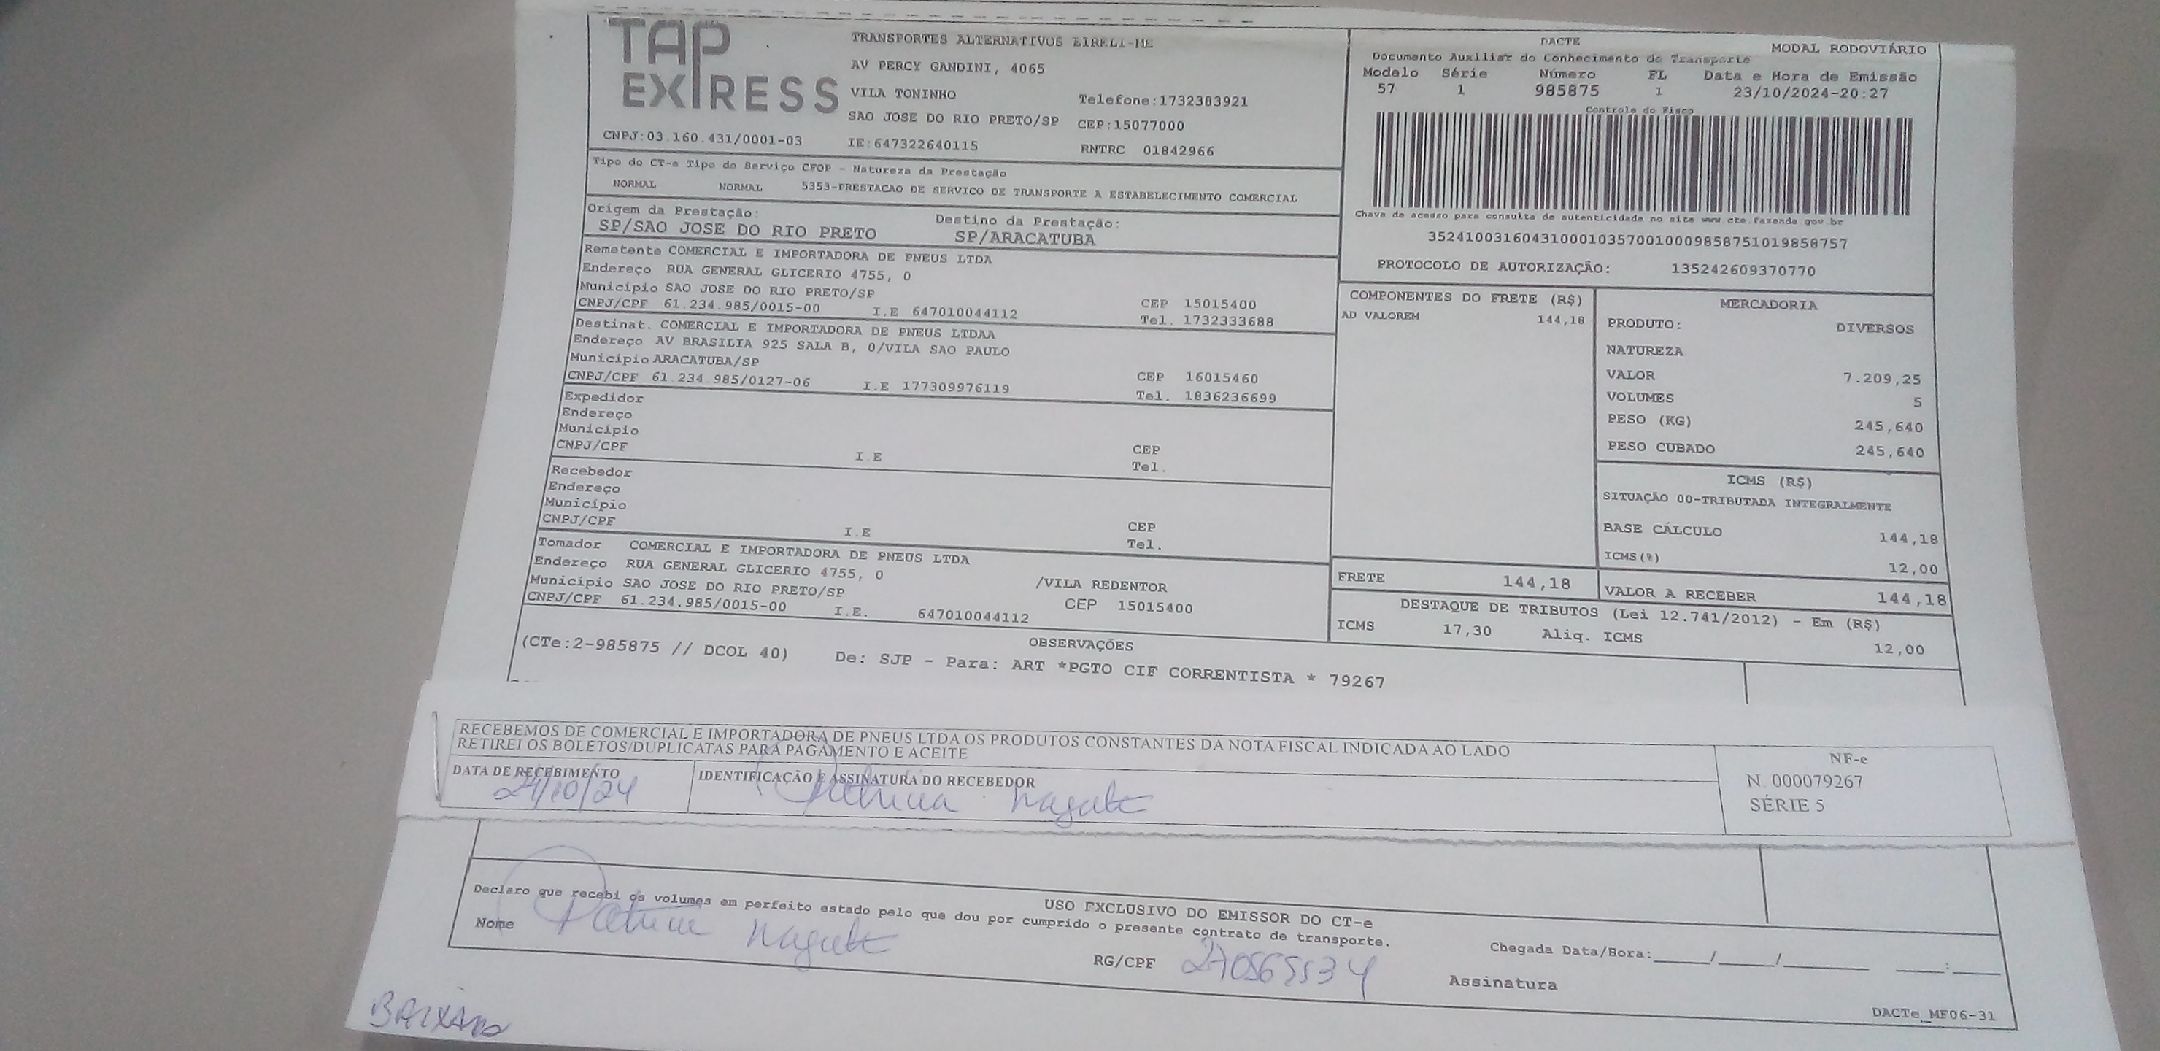 TAP EXPRESS
TRANSPORTES ALTERNATIVOS EIRELI-ME
AV PERCY GANDINI, 4065
VILA TONINHO Telefone:1732383921
SAO JOSE DO RIO PRETO/SP CEP:15077000
CNPJ:03.160.431/0001-03 IE:647322640115 RNTRC 01842966
DACTE MODAL RODOVIÁRIO
Documento Auxiliar do Conhecimento de Transporte
Modelo Série Número FL Data e Hora de Emissão
57 1 985875 1 23/10/2024-20:27
Controle do Fisco
Chave de acesso para consulta de autenticidade no site www.cte.fazenda.gov.br
35241003160431000103570010009858751019858757
PROTOCOLO DE AUTORIZAÇÃO: 135242609370770
Tipo do CT-e Tipo do Serviço CFOP - Natureza da Prestação
NORMAL NORMAL 5353-PRESTACAO DE SERVICO DE TRANSPORTE A ESTABELECIMENTO COMERCIAL
Origem da Prestação: Destino da Prestação:
SP/SAO JOSE DO RIO PRETO SP/ARACATUBA
Remetente COMERCIAL E IMPORTADORA DE PNEUS LTDA
Endereço RUA GENERAL GLICERIO 4755, 0
Município SAO JOSE DO RIO PRETO/SP CEP 15015400
CNPJ/CPF 61.234.985/0015-00 I.E 647010044112 Tel. 1732333688
Destinat. COMERCIAL E IMPORTADORA DE PNEUS LTDAA
Endereço AV BRASILIA 925 SALA B, 0/VILA SAO PAULO
Município ARACATUBA/SP CEP 16015460
CNPJ/CPF 61.234.985/0127-06 I.E 177309976119 Tel. 1836236699
Expedidor
Endereço
Município CEP
CNPJ/CPF I.E Tel.
Recebedor
Endereço
Município CEP
CNPJ/CPF I.E Tel.
Tomador COMERCIAL E IMPORTADORA DE PNEUS LTDA
Endereço RUA GENERAL GLICERIO 4755, 0 /VILA REDENTOR
Município SAO JOSE DO RIO PRETO/SP CEP 15015400
CNPJ/CPF 61.234.985/0015-00 I.E. 647010044112
COMPONENTES DO FRETE (R$)
AD VALOREM 144,18
MERCADORIA
PRODUTO: DIVERSOS
NATUREZA
VALOR 7.209,25
VOLUMES 5
PESO (KG) 245,640
PESO CUBADO 245,640
ICMS (R$)
SITUAÇÃO 00-TRIBUTADA INTEGRALMENTE
BASE CÁLCULO 144,18
ICMS(%) 12,00
FRETE 144,18 VALOR A RECEBER 144,18
DESTAQUE DE TRIBUTOS (Lei 12.741/2012) - Em (R$)
ICMS 17,30 Aliq. ICMS 12,00
OBSERVAÇÕES
(CTe:2-985875 // DCOL 40) De: SJP - Para: ART *PGTO CIF CORRENTISTA * 79267
RECEBEMOS DE COMERCIAL E IMPORTADORA DE PNEUS LTDA OS PRODUTOS CONSTANTES DA NOTA FISCAL INDICADA AO LADO
RETIREI OS BOLETOS/DUPLICATAS PARA PAGAMENTO E ACEITE
DATA DE RECEBIMENTO IDENTIFICAÇÃO E ASSINATURA DO RECEBEDOR
24/10/24
NF-e
N. 000079267
SÉRIE 5
USO EXCLUSIVO DO EMISSOR DO CT-e
Declaro que recebi os volumes em perfeito estado pelo que dou por cumprido o presente contrato de transporte.
Nome RG/CPF 270565534 Chegada Data/Hora:____/____/______ ____:____
Assinatura
DACTe_MF06-31
BAIXADO